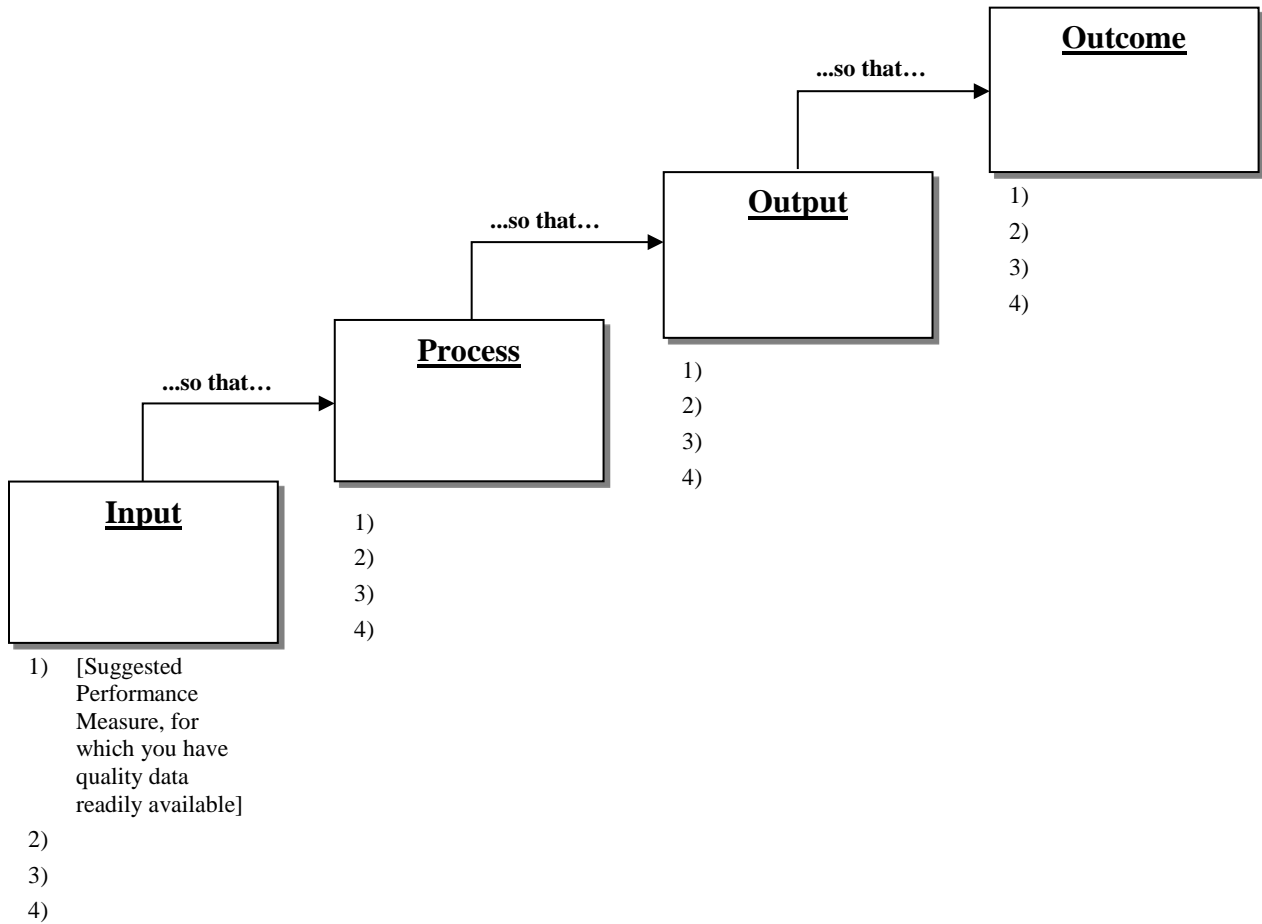 Outcome
...so that…
1)
2)
3)
4)
Output
...so that…
1)
2)
3)
4)
Process
...so that…
1)
2)
3)
4)
Input
1) [Suggested
Performance
Measure, for
which you have
quality data
readily available]
2)
3)
4)